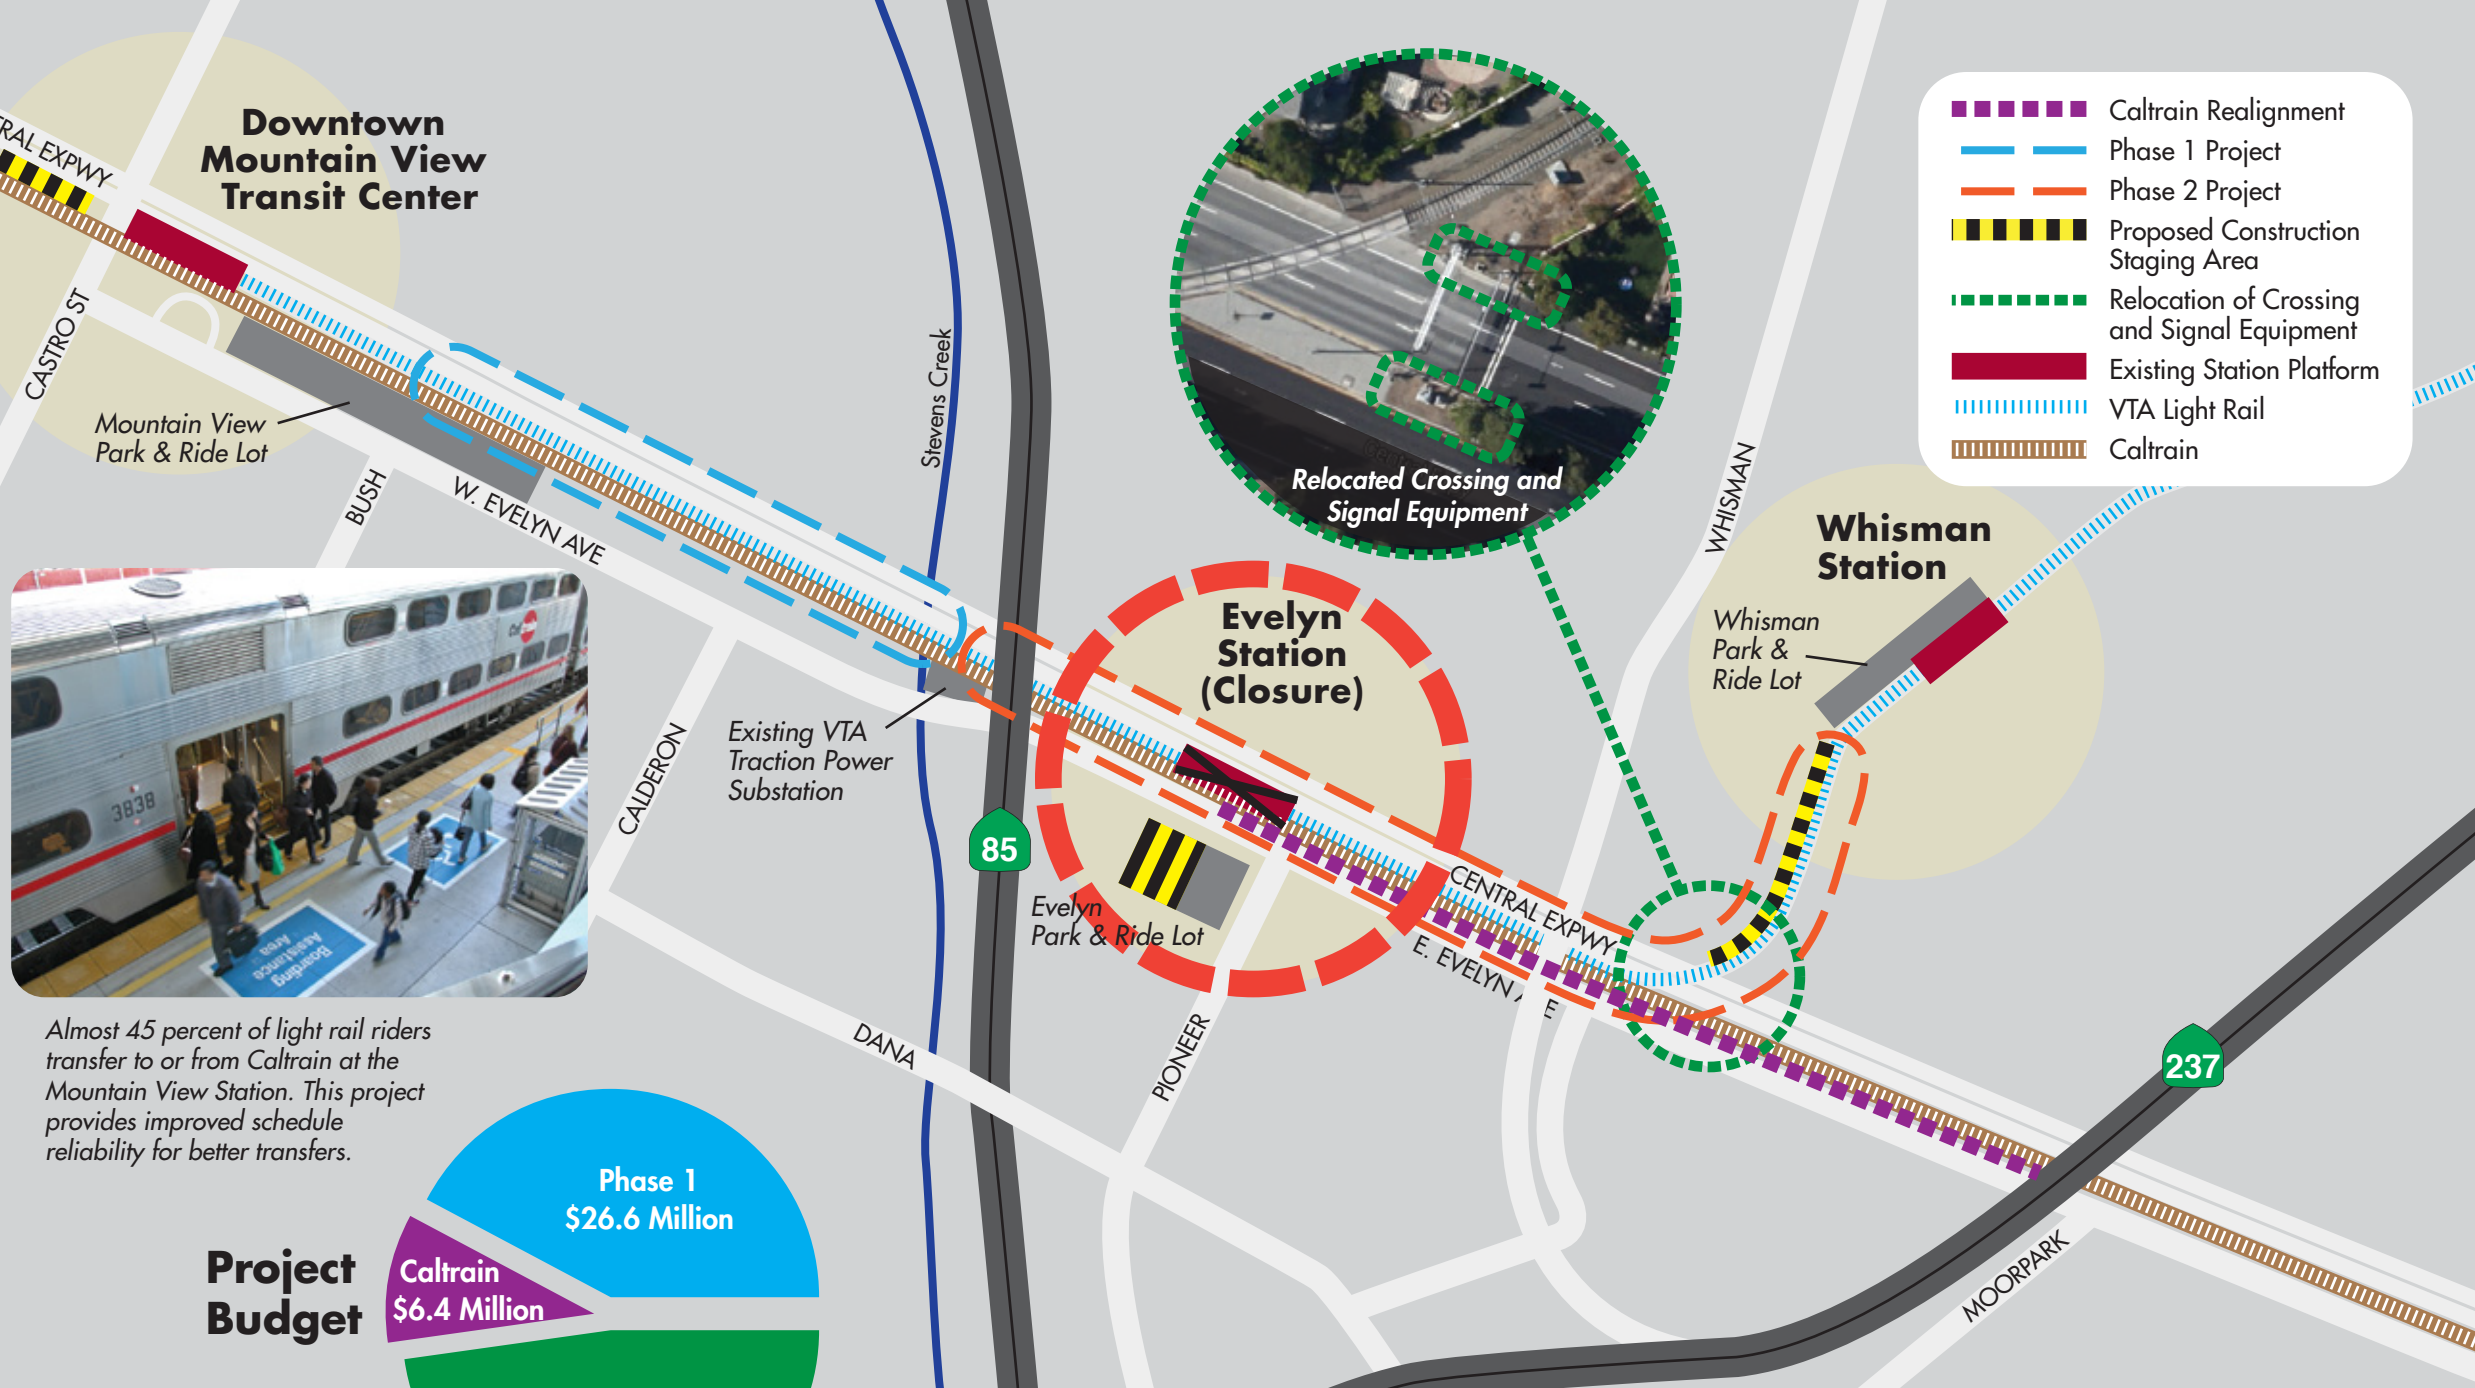 Downtown
Mountain View
Transit Center
RAL EXPWY
CASTRO ST
Mountain View
Park & Ride Lot
BUSH
W. EVELYN AVE
Stevens Creek
Relocated Crossing and
Signal Equipment
WHISMAN
Caltrain Realignment
Phase 1 Project
Phase 2 Project
Proposed Construction
Staging Area
Relocation of Crossing
and Signal Equipment
Existing Station Platform
VTA Light Rail
Caltrain
Whisman
Station
Whisman
Park &
Ride Lot
Evelyn
Station
(Closure)
Existing VTA
Traction Power
Substation
CALDERON
85
Evelyn
Park & Ride Lot
CENTRAL EXPWY
E. EVELYN
3838
Boarding
Assistance
Area
Almost 45 percent of light rail riders
transfer to or from Caltrain at the
Mountain View Station. This project
provides improved schedule
reliability for better transfers.
DANA
PIONEER
237
MOORPARK
Project
Budget
Phase 1
$26.6 Million
Caltrain
$6.4 Million